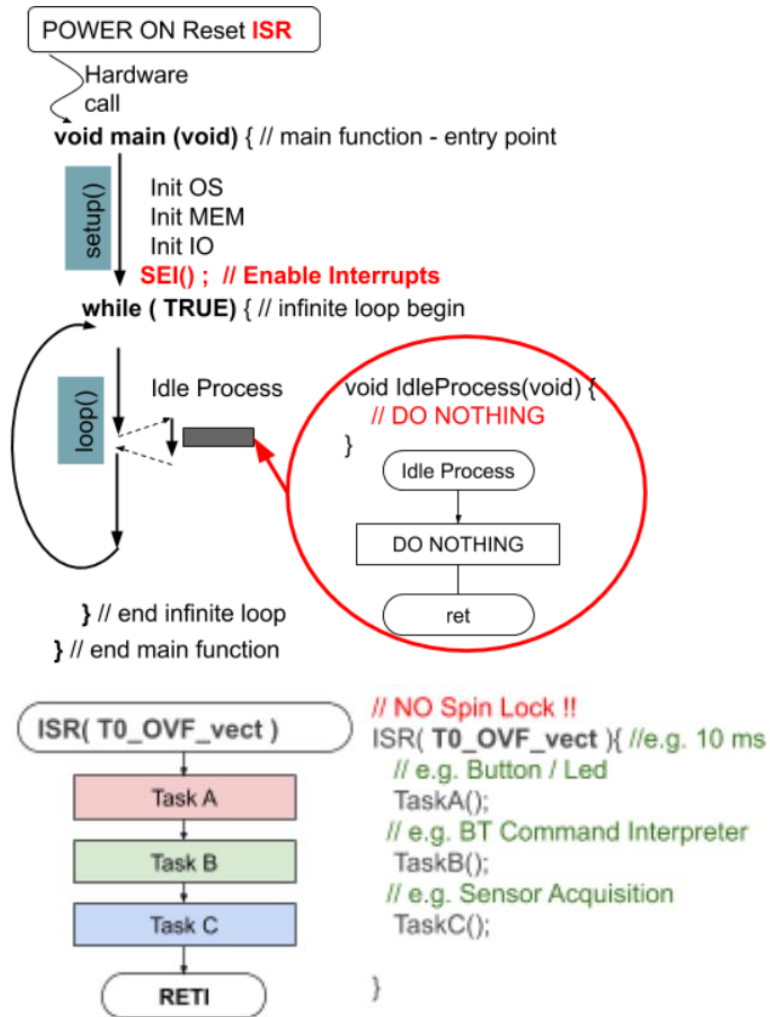 POWER ON Reset ISR
Hardware
call
void main (void) { // main function - entry point
setup()
Init OS
Init MEM
Init IO
SEI() ; // Enable Interrupts
while ( TRUE) { // infinite loop begin
loop()
Idle Process
void IdleProcess(void) {
// DO NOTHING
}
Idle Process
DO NOTHING
ret
} // end infinite loop
} // end main function
ISR( T0_OVF_vect )
Task A
Task B
Task C
RETI
// NO Spin Lock !!
ISR( T0_OVF_vect ){ //e.g. 10 ms
// e.g. Button / Led
TaskA();
// e.g. BT Command Interpreter
TaskB();
// e.g. Sensor Acquisition
TaskC();
}